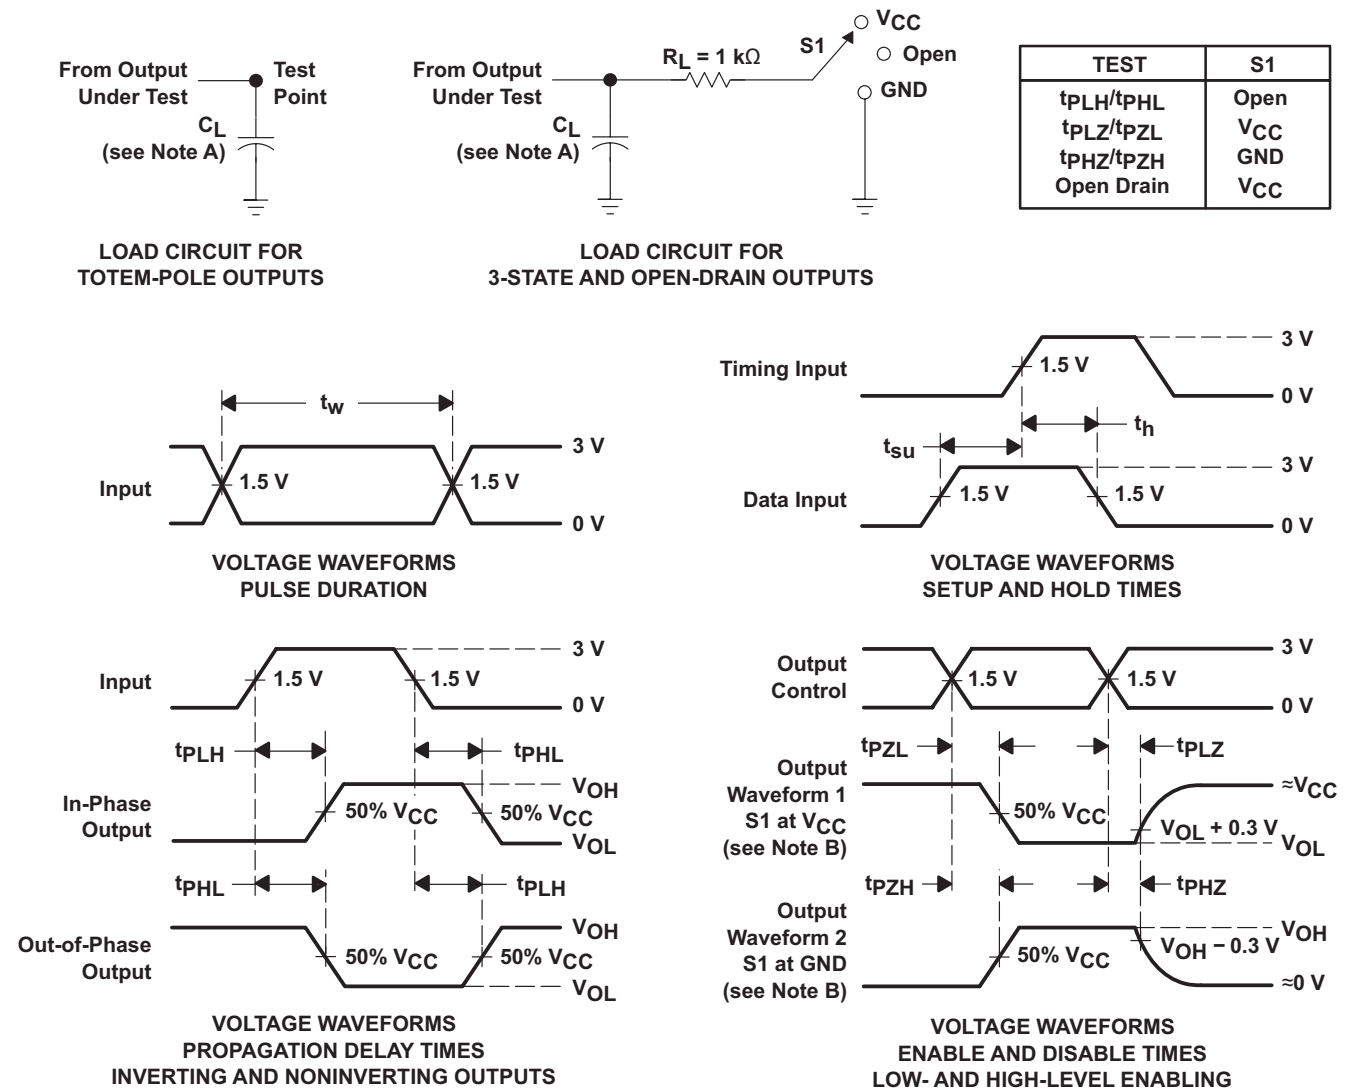 From Output
Under Test
Test
Point
CL
(see Note A)
LOAD CIRCUIT FOR
TOTEM-POLE OUTPUTS
From Output
Under Test
RL = 1 kΩ
S1
VCC
Open
GND
CL
(see Note A)
LOAD CIRCUIT FOR
3-STATE AND OPEN-DRAIN OUTPUTS
TEST S1
tPLH/tPHL Open
tPLZ/tPZL VCC
tPHZ/tPZH GND
Open Drain VCC
tw
Input
1.5 V 1.5 V
3 V
0 V
VOLTAGE WAVEFORMS
PULSE DURATION
Timing Input
1.5 V
3 V
0 V
th
tsu
Data Input
1.5 V 1.5 V
3 V
0 V
VOLTAGE WAVEFORMS
SETUP AND HOLD TIMES
Input
1.5 V 1.5 V
3 V
0 V
tPLH tPHL
In-Phase
Output
50% VCC 50% VCC
VOH
VOL
tPHL tPLH
Out-of-Phase
Output
50% VCC 50% VCC
VOH
VOL
VOLTAGE WAVEFORMS
PROPAGATION DELAY TIMES
INVERTING AND NONINVERTING OUTPUTS
Output
Control
1.5 V 1.5 V
3 V
0 V
tPZL tPLZ
Output
Waveform 1
S1 at VCC
(see Note B)
50% VCC
≈VCC
VOL + 0.3 V
VOL
tPZH tPHZ
Output
Waveform 2
S1 at GND
(see Note B)
50% VCC
VOH
VOH − 0.3 V
≈0 V
VOLTAGE WAVEFORMS
ENABLE AND DISABLE TIMES
LOW- AND HIGH-LEVEL ENABLING